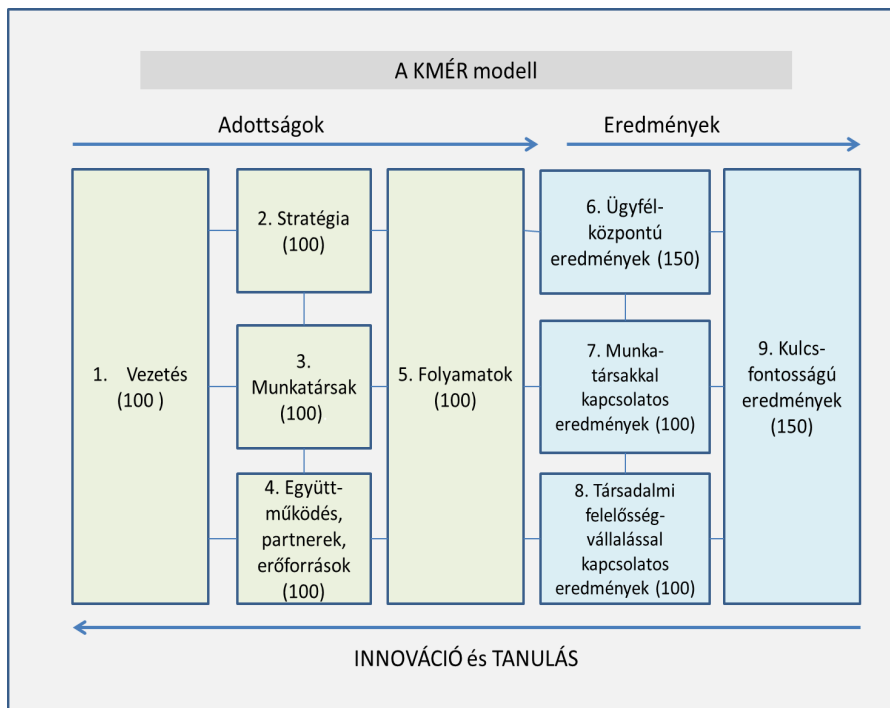 A KMÉR modell
Adottságok
Eredmények
1. Vezetés
(100 )
2. Stratégia
(100)
3.
Munkatársak
(100)
4. Együtt-
működés,
partnerek,
erőforrások
(100)
5. Folyamatok
(100)
6. Ügyfél-
központú
eredmények (150)
7. Munka-
társakkal
kapcsolatos
eredmények (100)
8. Társadalmi
felelősség-
vállalással
kapcsolatos
eredmények (100)
9. Kulcs-
fontosságú
eredmények
(150)
INNOVÁCIÓ és TANULÁS